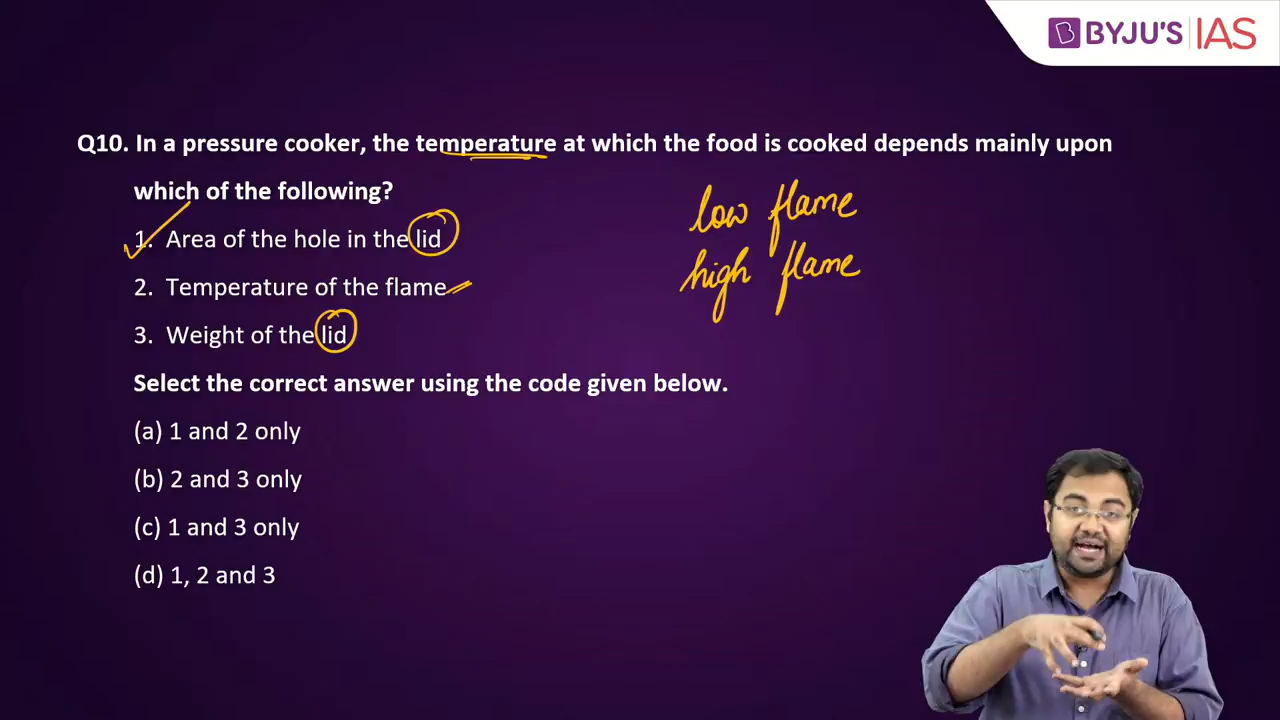 BYJU'S IAS
Q10. In a pressure cooker, the temperature at which the food is cooked depends mainly upon
which of the following?
1. Area of the hole in the lid
2. Temperature of the flame
3. Weight of the lid
Select the correct answer using the code given below.
(a) 1 and 2 only
(b) 2 and 3 only
(c) 1 and 3 only
(d) 1, 2 and 3
low flame
high flame